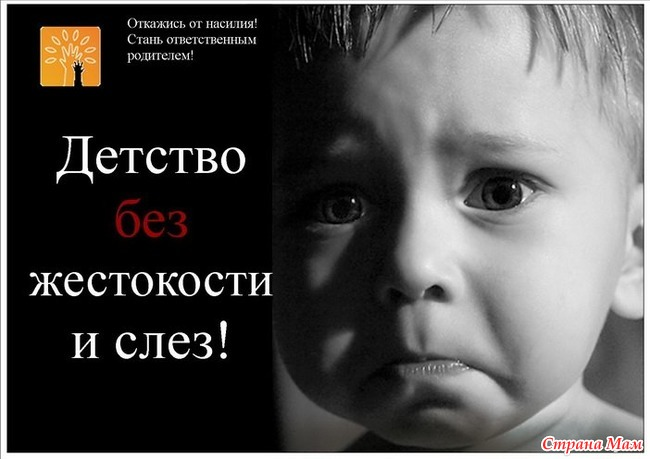 Откажись от насилия!
Стань ответственным
родителем!
Детство
без
жестокости
и слез!
Страна Мам